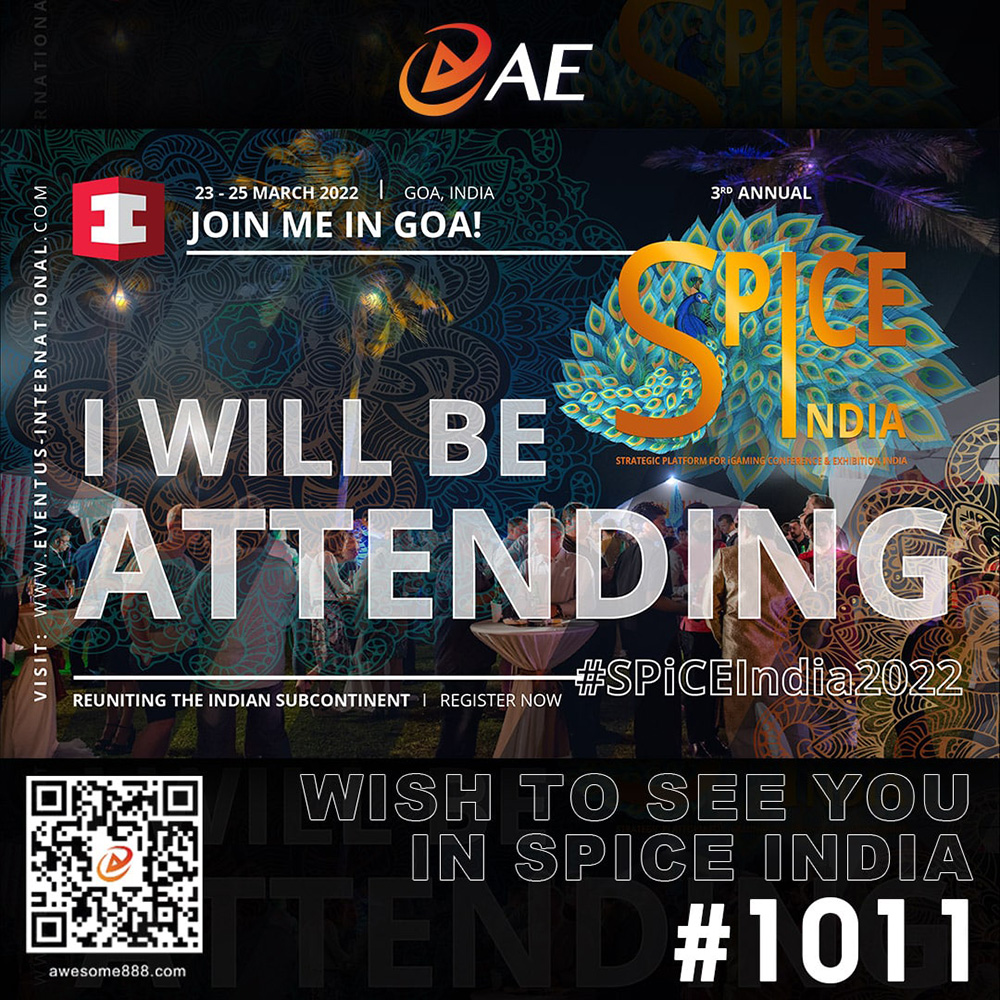 AE
23 - 25 MARCH 2022 | GOA, INDIA
JOIN ME IN GOA!
3RD ANNUAL
SPiCE
INDIA
STRATEGIC PLATFORM FOR iGAMING CONFERENCE & EXHIBITION INDIA
I WILL BE
ATTENDING
#SPiCEIndia2022
REUNITING THE INDIAN SUBCONTINENT | REGISTER NOW
VISIT: WWW.EVENTUS-INTERNATIONAL.COM
WISH TO SEE YOU
IN SPICE INDIA
#1011
awesome888.com